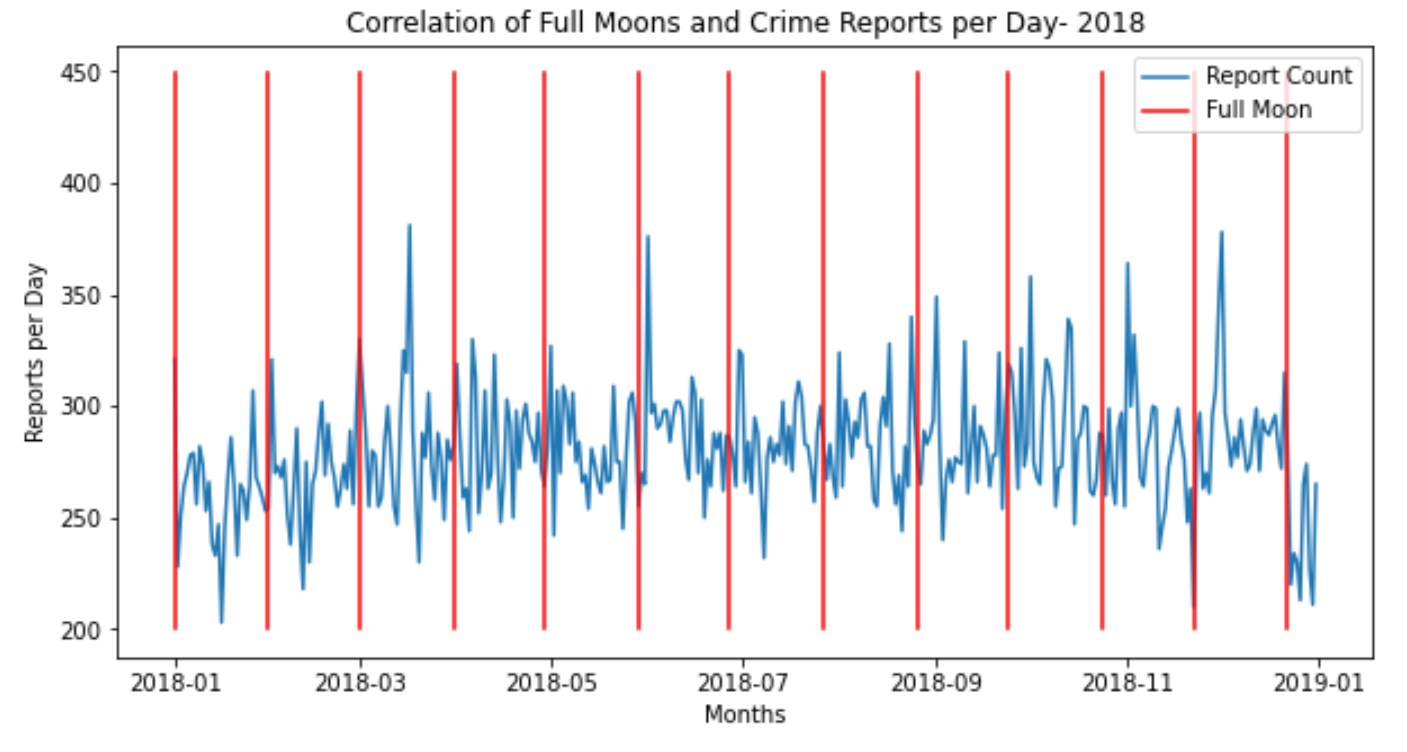 Correlation of Full Moons and Crime Reports per Day- 2018
Report Count
Full Moon
Reports per Day
450
400
350
300
250
200
2018-01 2018-03 2018-05 2018-07 2018-09 2018-11 2019-01
Months